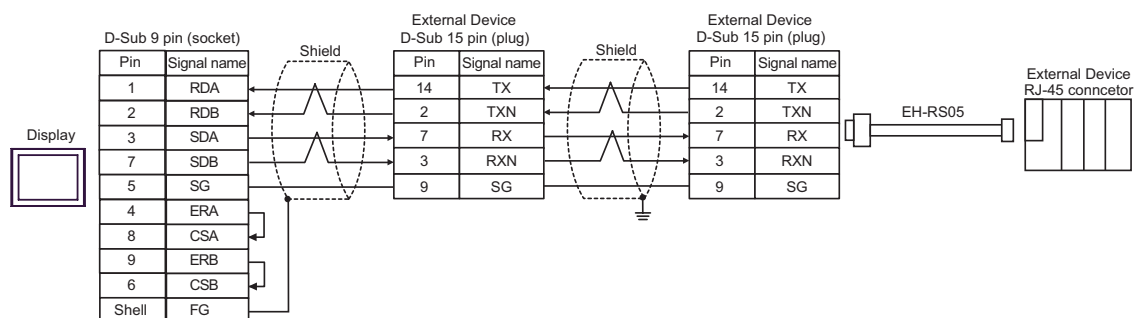 Display
D-Sub 9 pin (socket)
Pin Signal name
1 RDA
2 RDB
3 SDA
7 SDB
5 SG
4 ERA
8 CSA
9 ERB
6 CSB
Shell FG
Shield
External Device
D-Sub 15 pin (plug)
Pin Signal name
14 TX
2 TXN
7 RX
3 RXN
9 SG
Shield
External Device
D-Sub 15 pin (plug)
Pin Signal name
14 TX
2 TXN
7 RX
3 RXN
9 SG
EH-RS05
External Device
RJ-45 conncetor